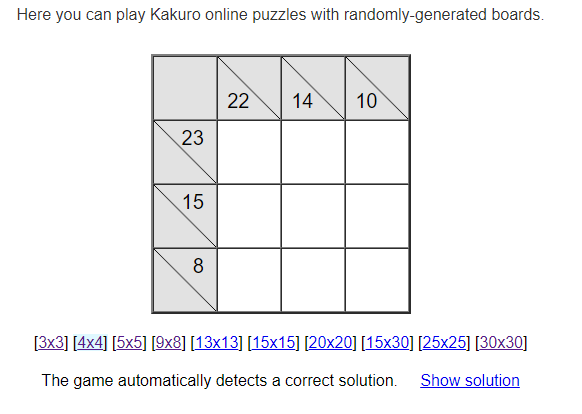 Here you can play Kakuro online puzzles with randomly-generated boards.
22 14 10
23
15
8
[3x3] [4x4] [5x5] [9x8] [13x13] [15x15] [20x20] [15x30] [25x25] [30x30]
The game automatically detects a correct solution. Show solution